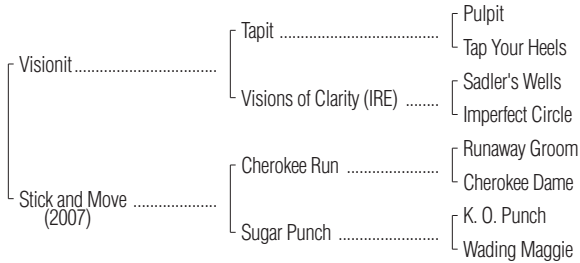 Pulpit
Tapit ........................................
Tap Your Heels
Visionit....................................
Sadler's Wells
Visions of Clarity (IRE) ........
Imperfect Circle
Runaway Groom
Cherokee Run .......................
Cherokee Dame
Stick and Move .....................
(2007)
K. O. Punch
Sugar Punch .........................
Wading Maggie